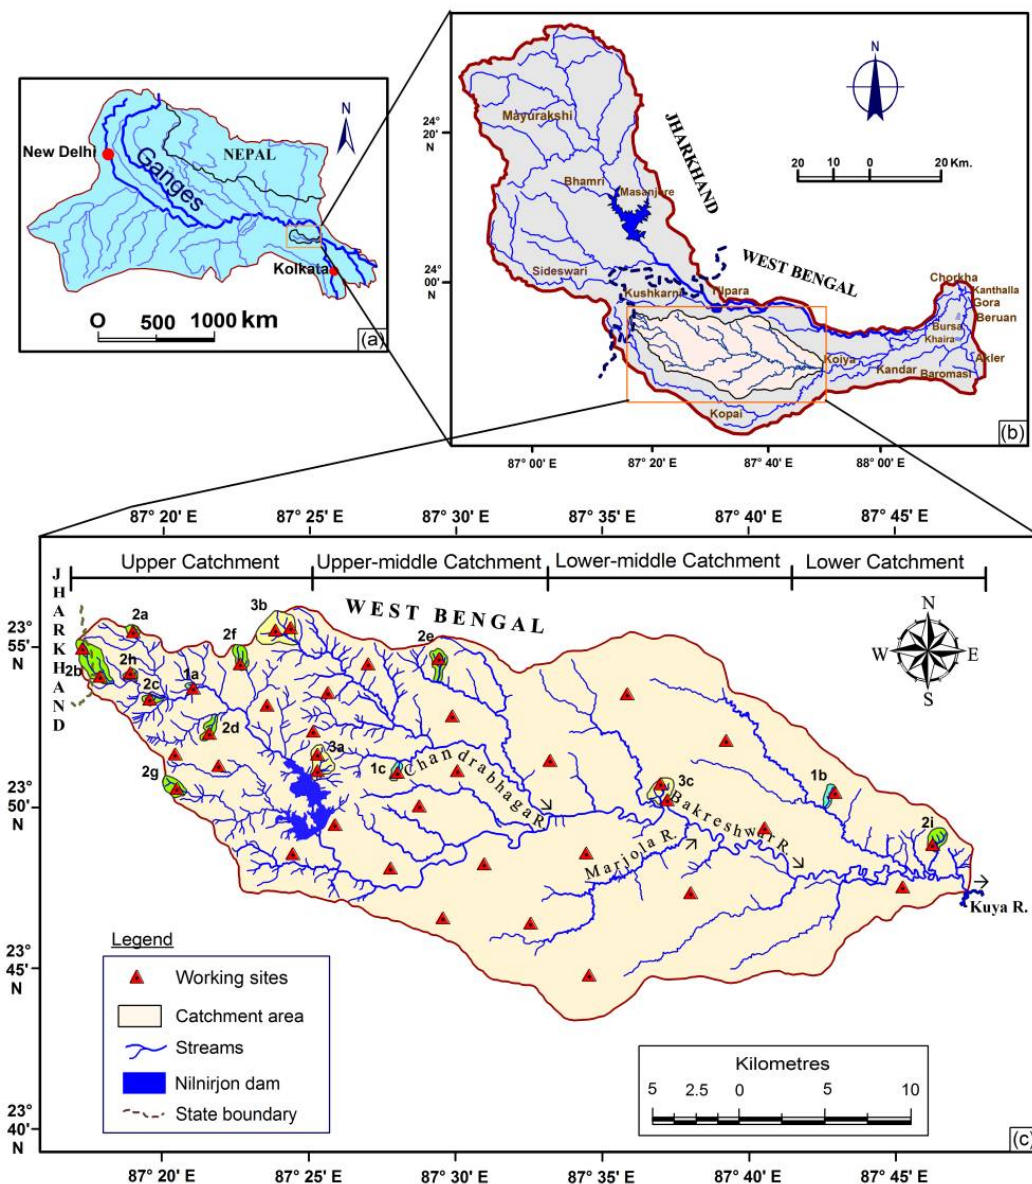 N
New Delhi
NEPAL
Ganges
Kolkata
O 500 1000 km
(a)
N
20 10 0 20 Km.
24°
20'
N
24°
00'
N
Mayurakshi
JHARKHAND
Bhamri
Masanjore
Sideswari
WEST BENGAL
Kushkarna
Tilpara
Chorkha
Kanthalla
Gora
Beruan
Bursa
Khaira
Koiya
Kandar
Akler
Baromasi
Kopai
(b)
87° 00' E 87° 20' E 87° 40' E 88° 00' E
87° 20' E 87° 25' E 87° 30' E 87° 35' E 87° 40' E 87° 45' E
Upper Catchment Upper-middle Catchment Lower-middle Catchment Lower Catchment
JHARKHAND
WEST BENGAL
N
W E
S
23°
55'
N
23°
50'
N
23°
45'
N
23°
40'
N
2a
3b
2f
2e
2b
2h
1a
2c
2d
3a
2g
1c
Chandrabhaga R.
3c
Bakreshwar R.
1b
2i
Marjola R.
Kuya R.
Legend
Working sites
Catchment area
Streams
Nilnirjon dam
State boundary
Kilometres
5 2.5 0 5 10
(c)
87° 20' E 87° 25' E 87° 30' E 87° 35' E 87° 40' E 87° 45' E